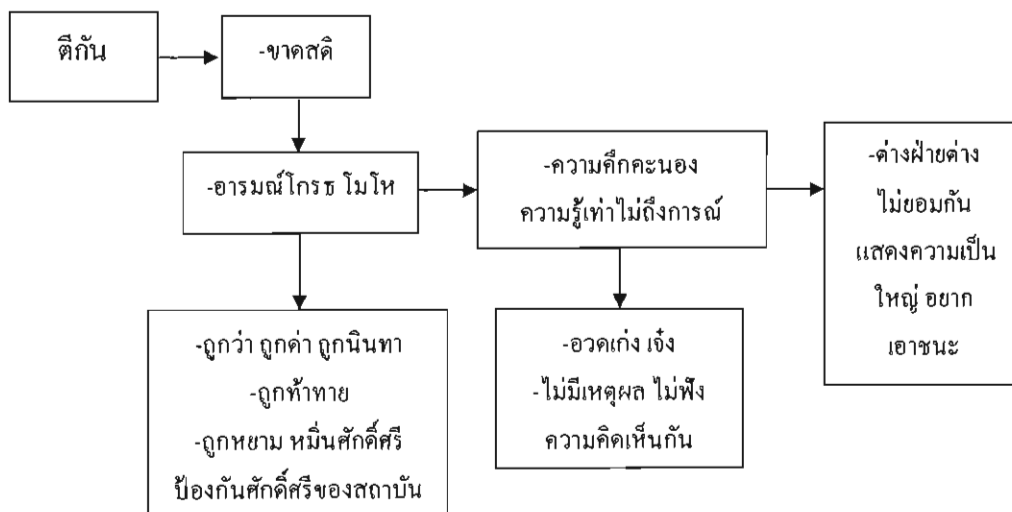 ตีกัน
-ขาดสติ
-อารมณ์โกรธ โมโห
-ความคึกคะนอง
ความรู้เท่าไม่ถึงการณ์
-ต่างฝ่ายต่าง
ไม่ยอมกัน
แสดงความเป็น
ใหญ่ อยาก
เอาชนะ
-ถูกว่า ถูกด่า ถูกนินทา
-ถูกท้าทาย
-ถูกหยาม หมิ่นศักดิ์ศรี
ป้องกันศักดิ์ศรีของสถาบัน
-อวดเก่ง เจ๋ง
-ไม่มีเหตุผล ไม่ฟัง
ความคิดเห็นกัน